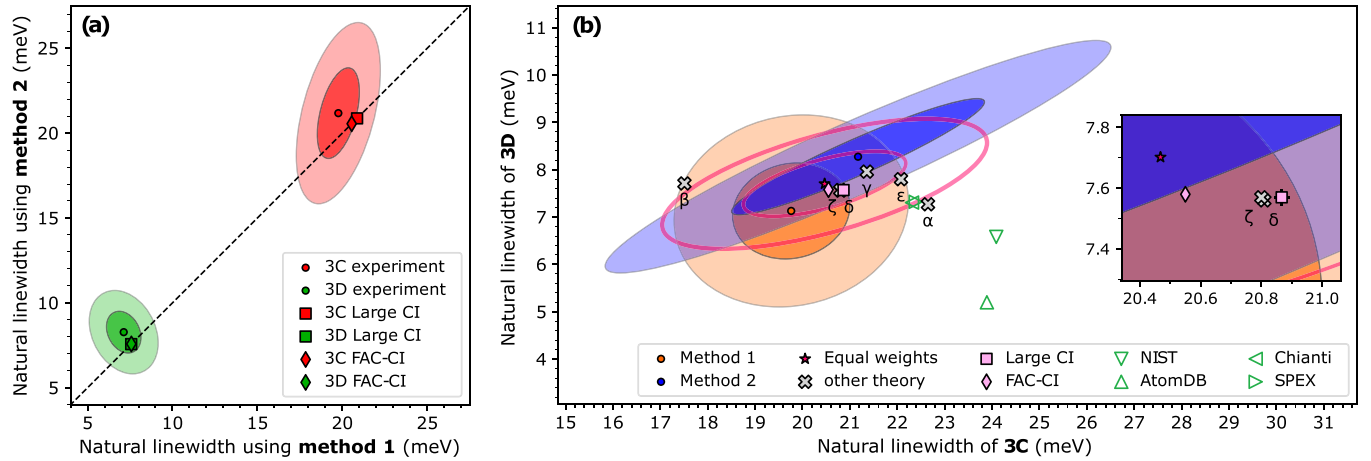 (a)
Natural linewidth using method 2 (meV)
25
20
15
10
5
3C experiment
3D experiment
3C Large CI
3D Large CI
3C FAC-CI
3D FAC-CI
5 10 15 20 25
Natural linewidth using method 1 (meV)
(b)
Natural linewidth of 3D (meV)
11
10
9
8
7
6
5
4
β
ζ
δ
γ
ε
α
7.8
7.6
7.4
ζ
δ
20.4 20.6 20.8 21.0
Method 1
Method 2
Equal weights
other theory
Large CI
FAC-CI
NIST
AtomDB
Chianti
SPEX
15 16 17 18 19 20 21 22 23 24 25 26 27 28 29 30 31
Natural linewidth of 3C (meV)